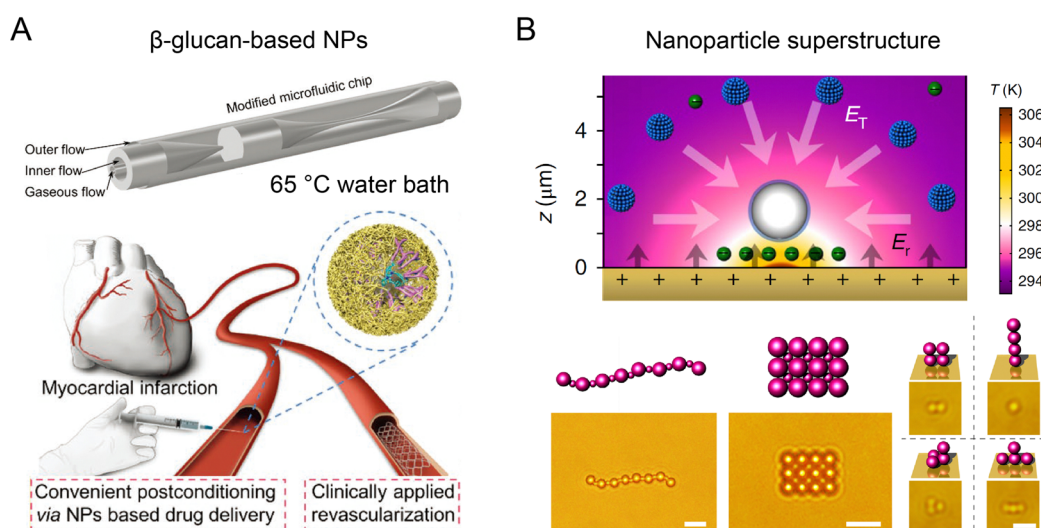 A
β-glucan-based NPs
Modified microfluidic chip
Outer flow
Inner flow
Gaseous flow
65 °C water bath
Myocardial infarction
Convenient postconditioning
via NPs based drug delivery
Clinically applied
revascularization
B
Nanoparticle superstructure
z (μm)
4
2
0
E_T
E_r
+ + + + + + + + + +
T (K)
306
304
302
300
298
296
294